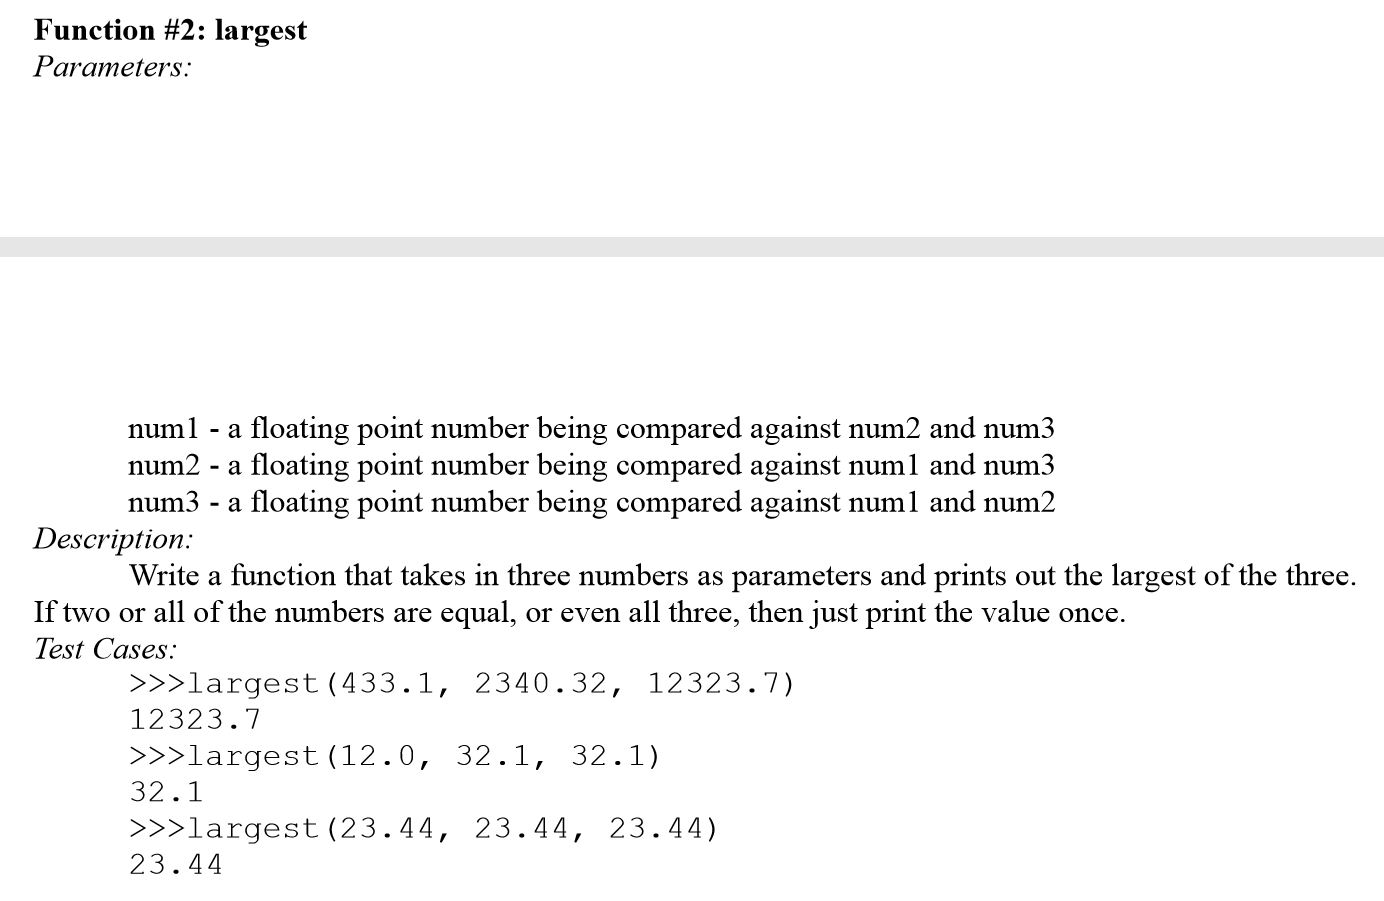 Function #2: largest
Parameters:
num1 - a floating point number being compared against num2 and num3
num2 - a floating point number being compared against num1 and num3
num3 - a floating point number being compared against num1 and num2
Description:
Write a function that takes in three numbers as parameters and prints out the largest of the three.
If two or all of the numbers are equal, or even all three, then just print the value once.
Test Cases:
>>>largest(433.1, 2340.32, 12323.7)
12323.7
>>>largest(12.0, 32.1, 32.1)
32.1
>>>largest(23.44, 23.44, 23.44)
23.44